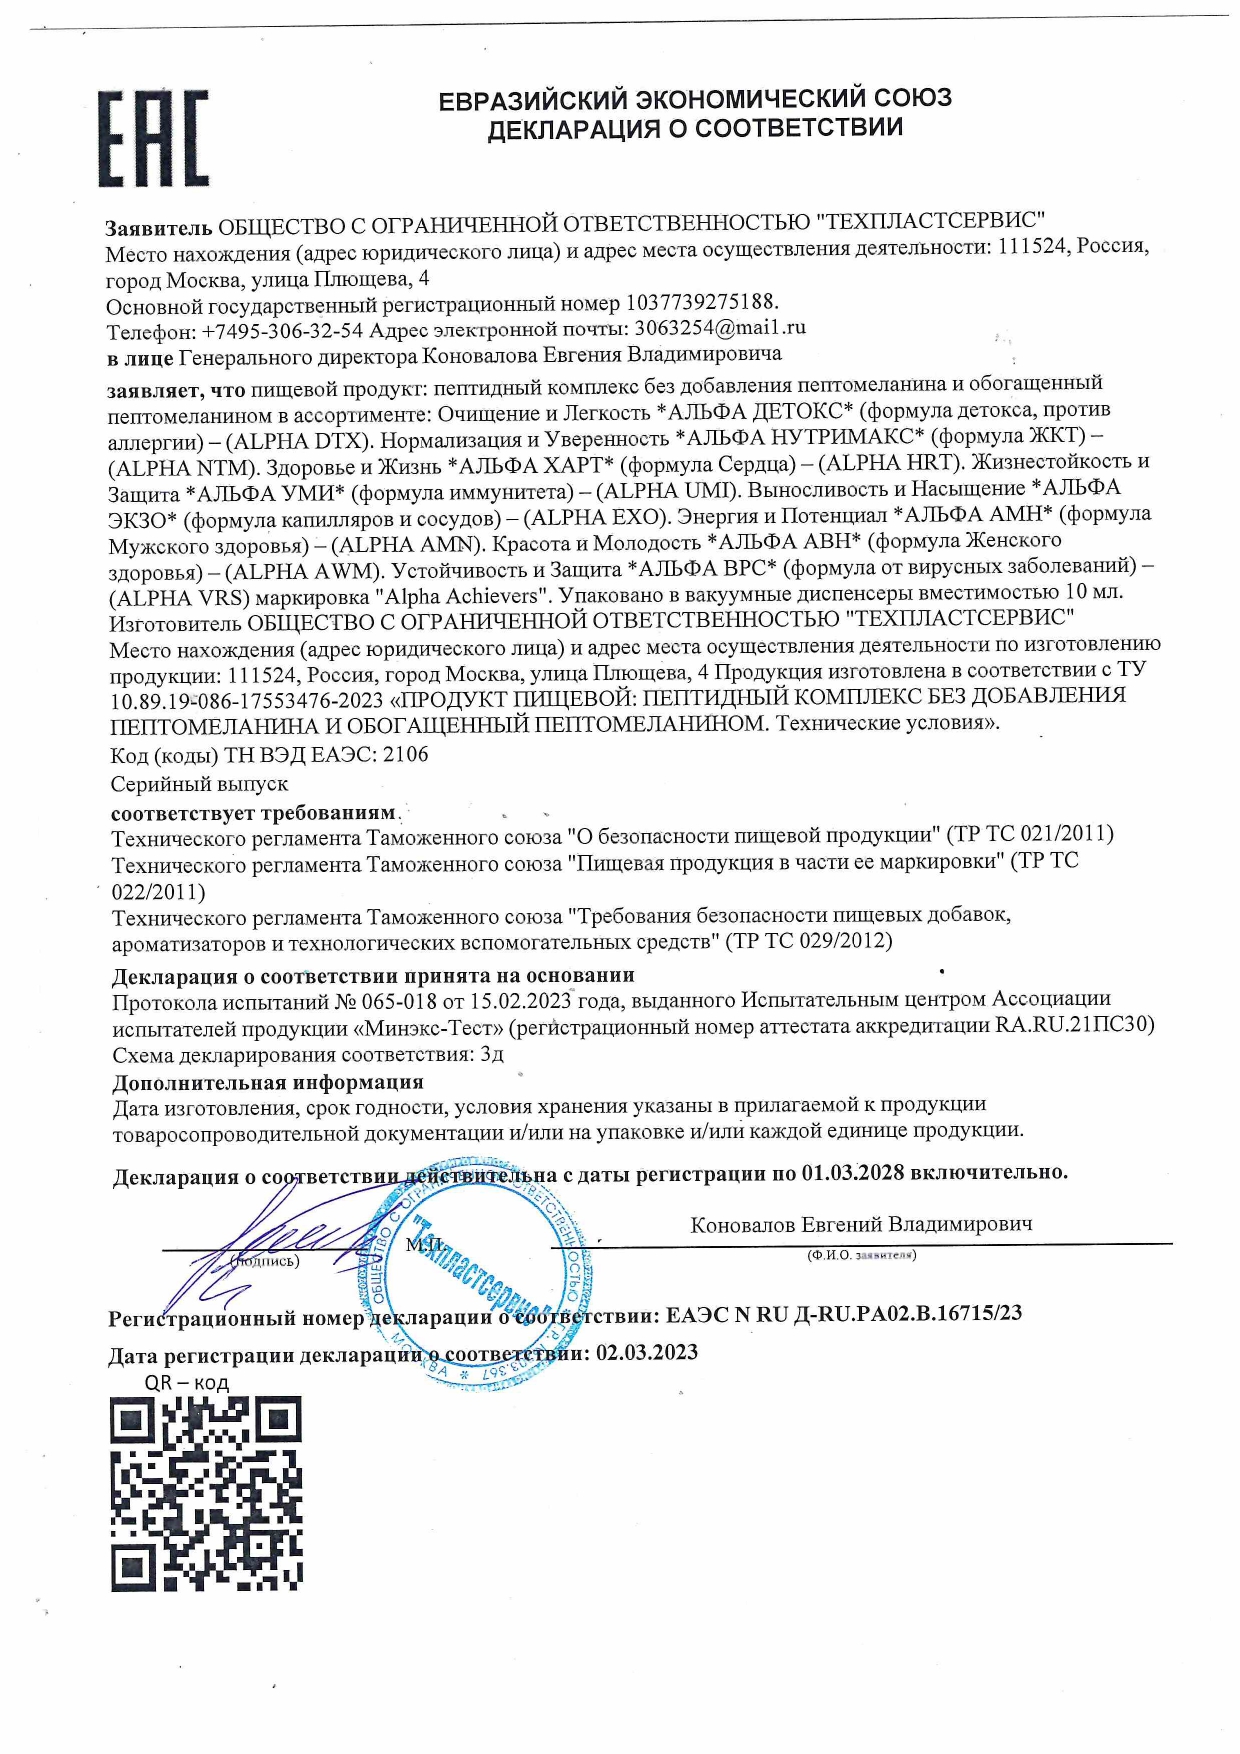 ЕАС
ЕВРАЗИЙСКИЙ ЭКОНОМИЧЕСКИЙ СОЮЗ
ДЕКЛАРАЦИЯ О СООТВЕТСТВИИ
Заявитель ОБЩЕСТВО С ОГРАНИЧЕННОЙ ОТВЕТСТВЕННОСТЬЮ "ТЕХПЛАСТСЕРВИС"
Место нахождения (адрес юридического лица) и адрес места осуществления деятельности: 111524, Россия,
город Москва, улица Плющева, 4
Основной государственный регистрационный номер 1037739275188.
Телефон: +7495-306-32-54 Адрес электронной почты: 3063254@mai1.ru
в лице Генерального директора Коновалова Евгения Владимировича
заявляет, что пищевой продукт: пептидный комплекс без добавления пептомеланина и обогащенный
пептомеланином в ассортименте: Очищение и Легкость *АЛЬФА ДЕТОКС* (формула детокса, против
аллергии) – (ALPHA DTX). Нормализация и Уверенность *АЛЬФА НУТРИМАКС* (формула ЖКТ) –
(ALPHA NTM). Здоровье и Жизнь *АЛЬФА ХАРТ* (формула Сердца) – (ALPHA HRT). Жизнестойкость и
Защита *АЛЬФА УМИ* (формула иммунитета) – (ALPHA UMI). Выносливость и Насыщение *АЛЬФА
ЭКЗО* (формула капилляров и сосудов) – (ALPHA EXO). Энергия и Потенциал *АЛЬФА АМН* (формула
Мужского здоровья) – (ALPHA AMN). Красота и Молодость *АЛЬФА АВН* (формула Женского
здоровья) – (ALPHA AWM). Устойчивость и Защита *АЛЬФА ВРС* (формула от вирусных заболеваний) –
(ALPHA VRS) маркировка "Alpha Achievers". Упаковано в вакуумные диспенсеры вместимостью 10 мл.
Изготовитель ОБЩЕСТВО С ОГРАНИЧЕННОЙ ОТВЕТСТВЕННОСТЬЮ "ТЕХПЛАСТСЕРВИС"
Место нахождения (адрес юридического лица) и адрес места осуществления деятельности по изготовлению
продукции: 111524, Россия, город Москва, улица Плющева, 4 Продукция изготовлена в соответствии с ТУ
10.89.19-086-17553476-2023 «ПРОДУКТ ПИЩЕВОЙ: ПЕПТИДНЫЙ КОМПЛЕКС БЕЗ ДОБАВЛЕНИЯ
ПЕПТОМЕЛАНИНА И ОБОГАЩЕННЫЙ ПЕПТОМЕЛАНИНОМ. Технические условия».
Код (коды) ТН ВЭД ЕАЭС: 2106
Серийный выпуск
соответствует требованиям
Технического регламента Таможенного союза "О безопасности пищевой продукции" (ТР ТС 021/2011)
Технического регламента Таможенного союза "Пищевая продукция в части ее маркировки" (ТР ТС
022/2011)
Технического регламента Таможенного союза "Требования безопасности пищевых добавок,
ароматизаторов и технологических вспомогательных средств" (ТР ТС 029/2012)
Декларация о соответствии принята на основании
Протокола испытаний № 065-018 от 15.02.2023 года, выданного Испытательным центром Ассоциации
испытателей продукции «Минэкс-Тест» (регистрационный номер аттестата аккредитации RA.RU.21ПС30)
Схема декларирования соответствия: 3д
Дополнительная информация
Дата изготовления, срок годности, условия хранения указаны в прилагаемой к продукции
товаросопроводительной документации и/или на упаковке и/или каждой единице продукции.
Декларация о соответствии действительна с даты регистрации по 01.03.2028 включительно.
Коновалов Евгений Владимирович
М.П.
(подпись)
(Ф.И.О. заявителя)
ОБЩЕСТВО С ОГРАНИЧЕННОЙ ОТВЕТСТВЕННОСТЬЮ
"Техпластсервис"
МОСКВА
Регистрационный номер декларации о соответствии: ЕАЭС N RU Д-RU.РА02.В.16715/23
Дата регистрации декларации о соответствии: 02.03.2023
QR – код